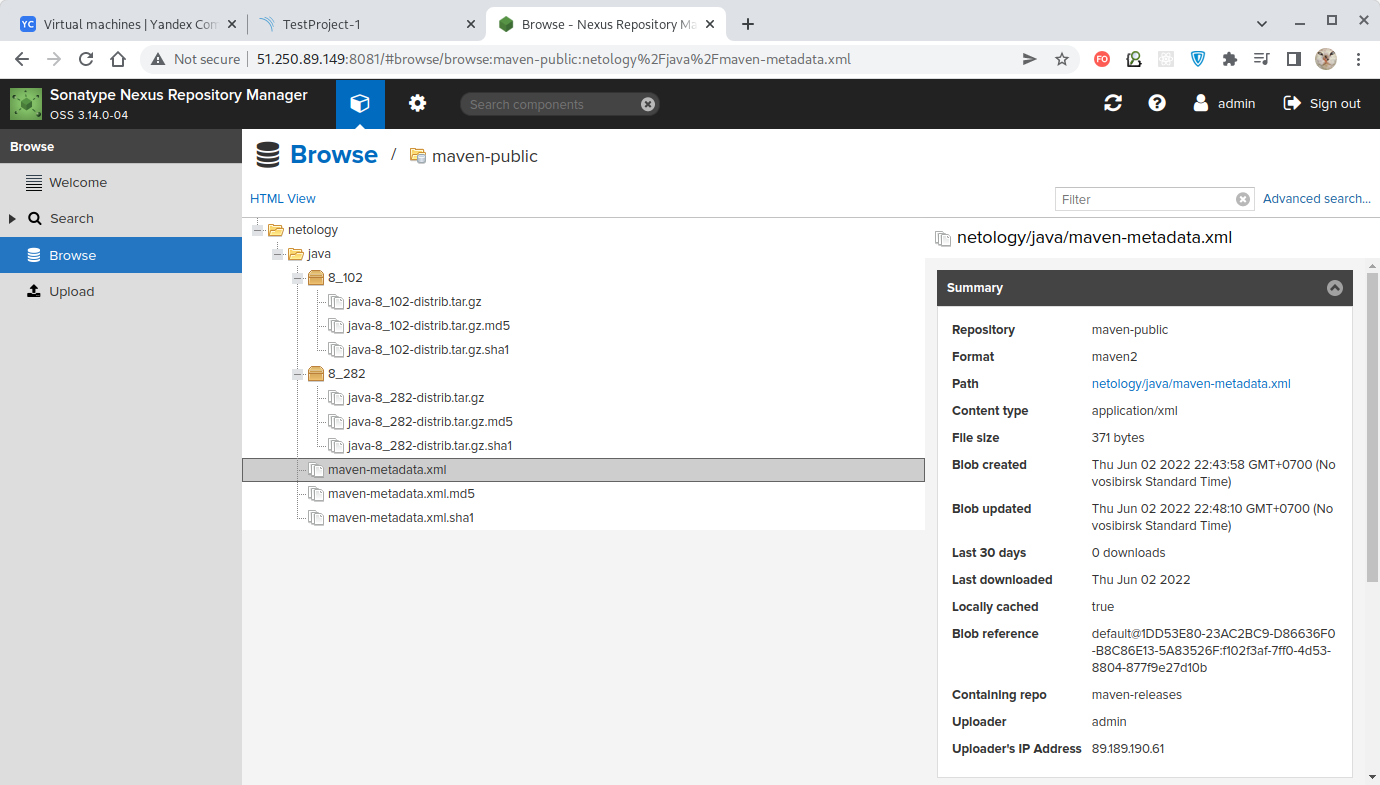 YC Virtual machines | Yandex Com
TestProject-1
Browse - Nexus Repository Ma
Not secure | 51.250.89.149:8081/#browse/browse:maven-public:netology%2Fjava%2Fmaven-metadata.xml
FO
Sonatype Nexus Repository Manager
OSS 3.14.0-04
Search components
admin
Sign out
Browse
Welcome
Search
Browse
Upload
Browse / maven-public
HTML View
Filter
Advanced search...
netology
java
8_102
java-8_102-distrib.tar.gz
java-8_102-distrib.tar.gz.md5
java-8_102-distrib.tar.gz.sha1
8_282
java-8_282-distrib.tar.gz
java-8_282-distrib.tar.gz.md5
java-8_282-distrib.tar.gz.sha1
maven-metadata.xml
maven-metadata.xml.md5
maven-metadata.xml.sha1
netology/java/maven-metadata.xml
Summary
Repository maven-public
Format maven2
Path netology/java/maven-metadata.xml
Content type application/xml
File size 371 bytes
Blob created Thu Jun 02 2022 22:43:58 GMT+0700 (No
vosibirsk Standard Time)
Blob updated Thu Jun 02 2022 22:48:10 GMT+0700 (No
vosibirsk Standard Time)
Last 30 days 0 downloads
Last downloaded Thu Jun 02 2022
Locally cached true
Blob reference default@1DD53E80-23AC2BC9-D86636F0
-B8C86E13-5A83526F:f102f3af-7ff0-4d53-
8804-877f9e27d10b
Containing repo maven-releases
Uploader admin
Uploader's IP Address 89.189.190.61